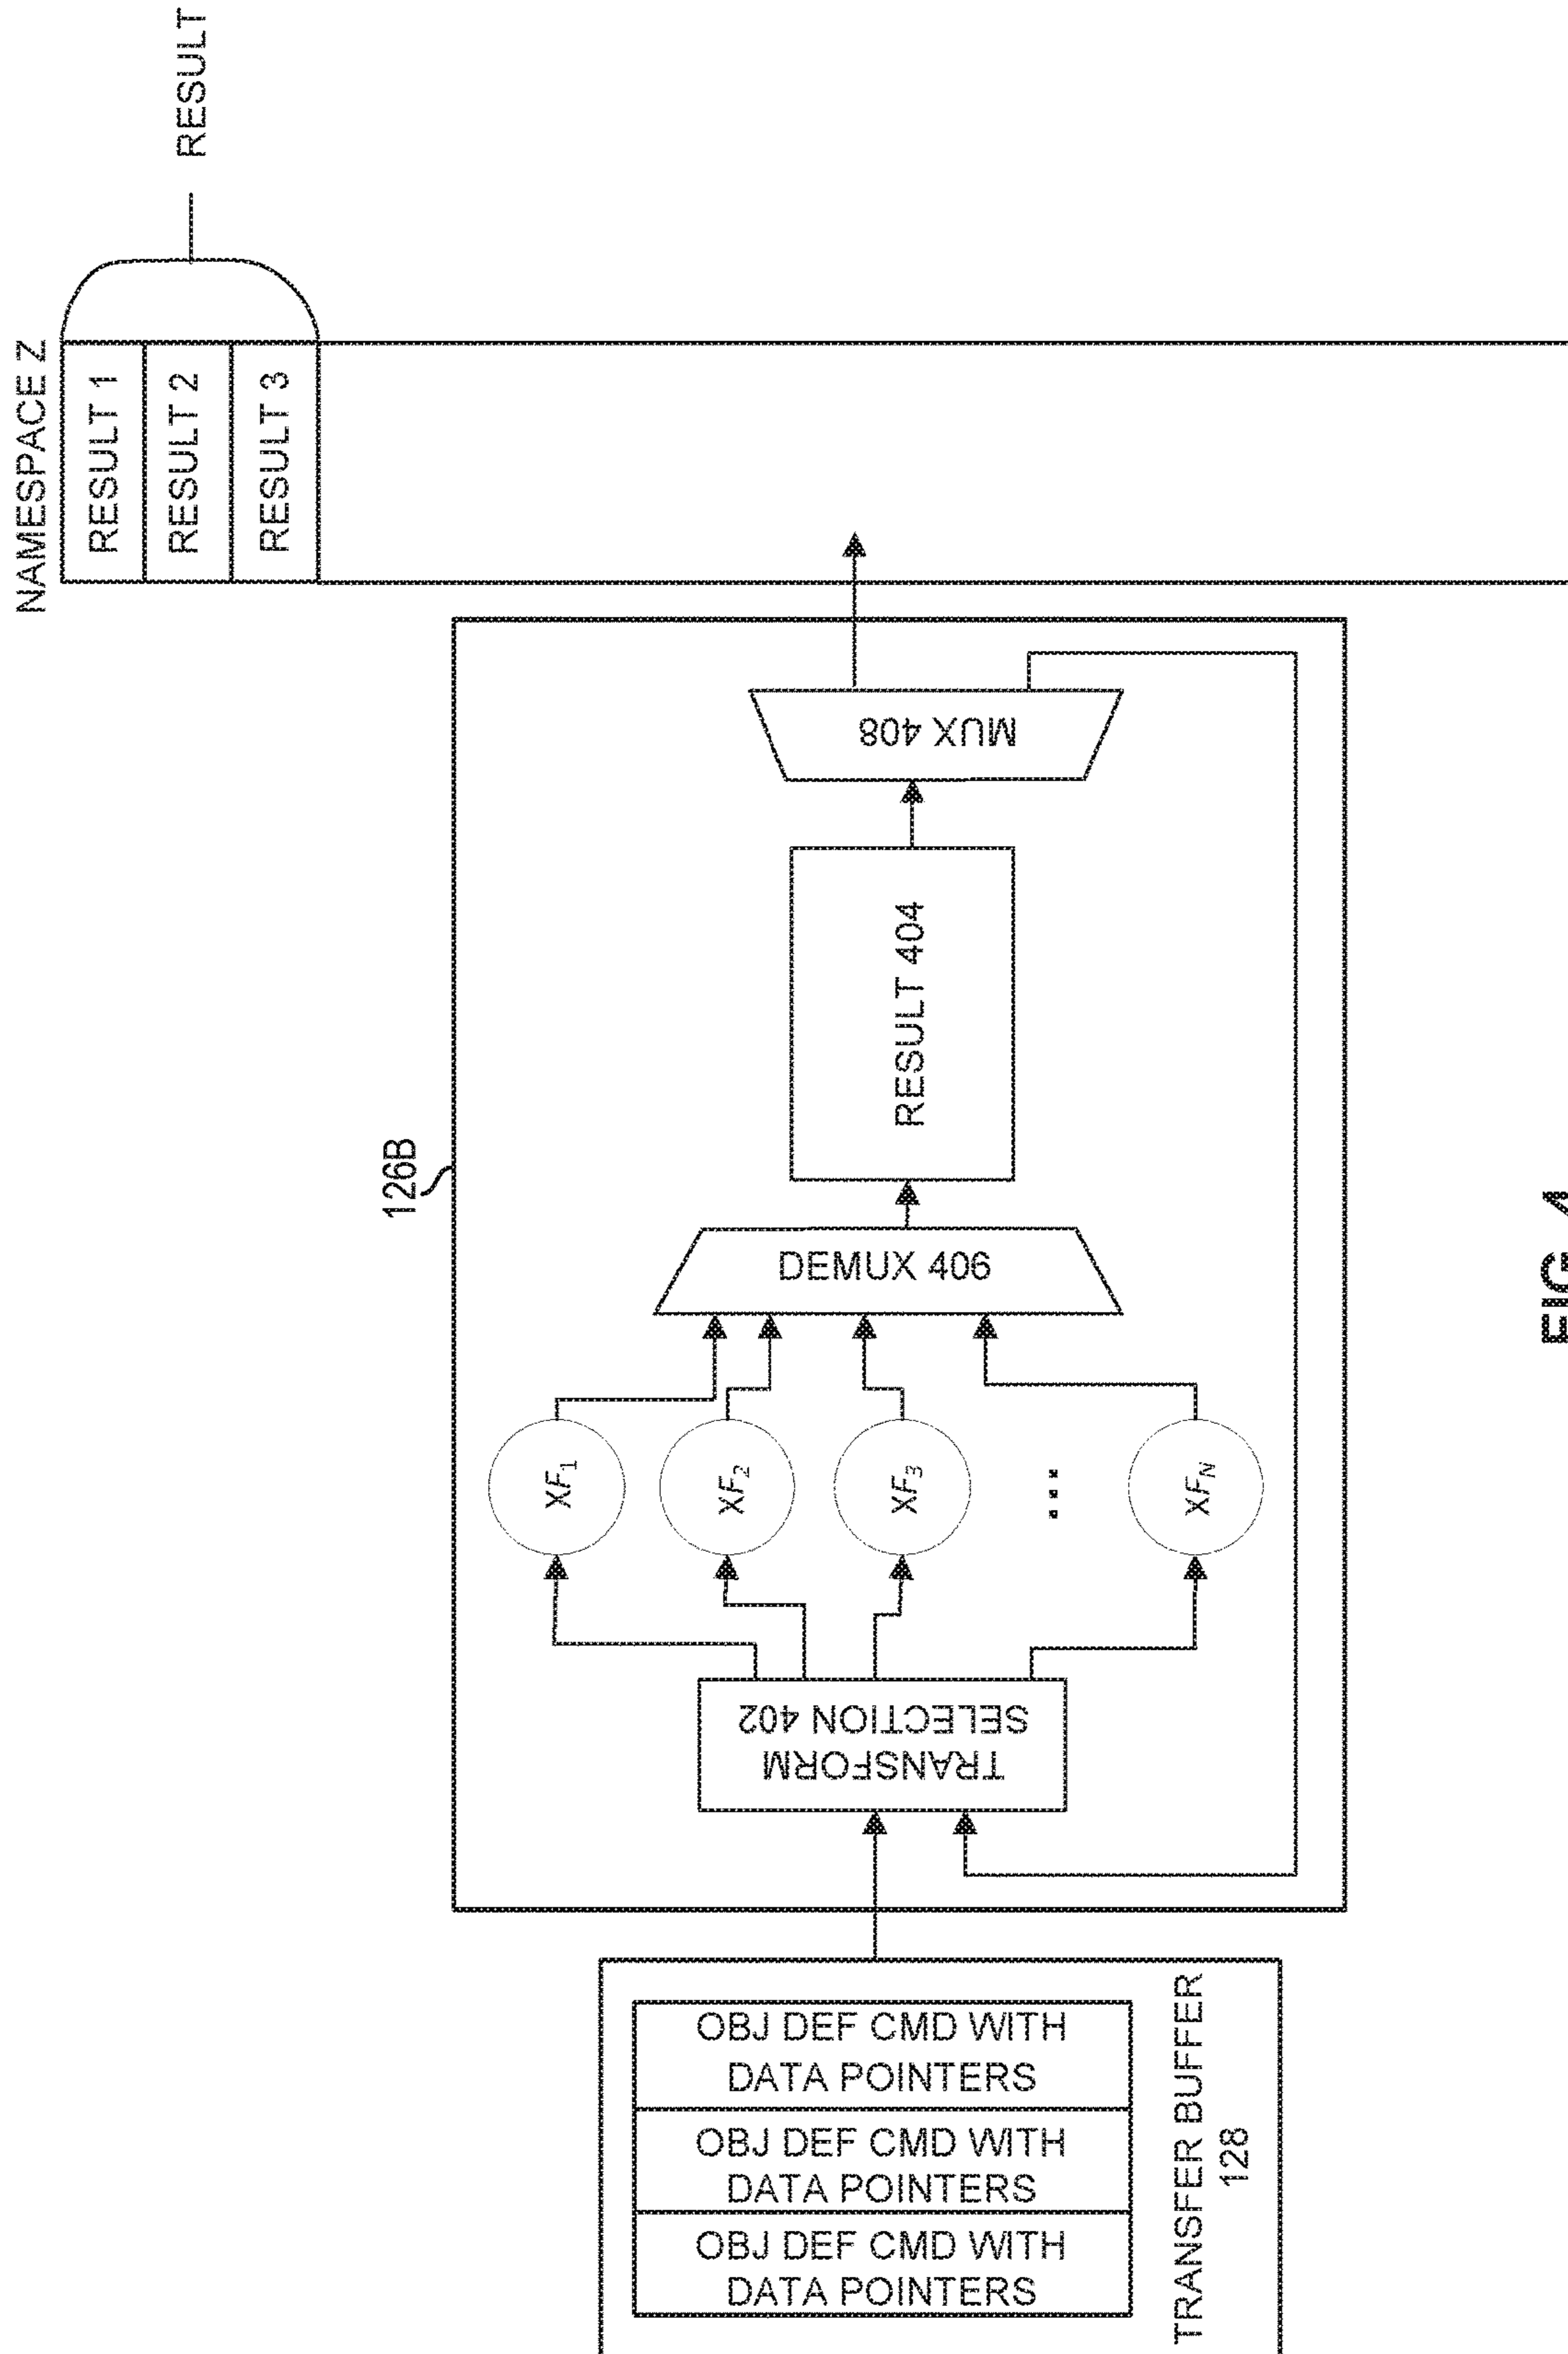 NAMESPACE Z
RESULT 1
RESULT 2
RESULT 3
RESULT
126B
MUX 408
RESULT 404
DEMUX 406
XF1
XF2
XF3
...
XFN
TRANSFORM
SELECTION 402
OBJ DEF CMD WITH
DATA POINTERS
OBJ DEF CMD WITH
DATA POINTERS
OBJ DEF CMD WITH
DATA POINTERS
TRANSFER BUFFER
128
FIG. 4